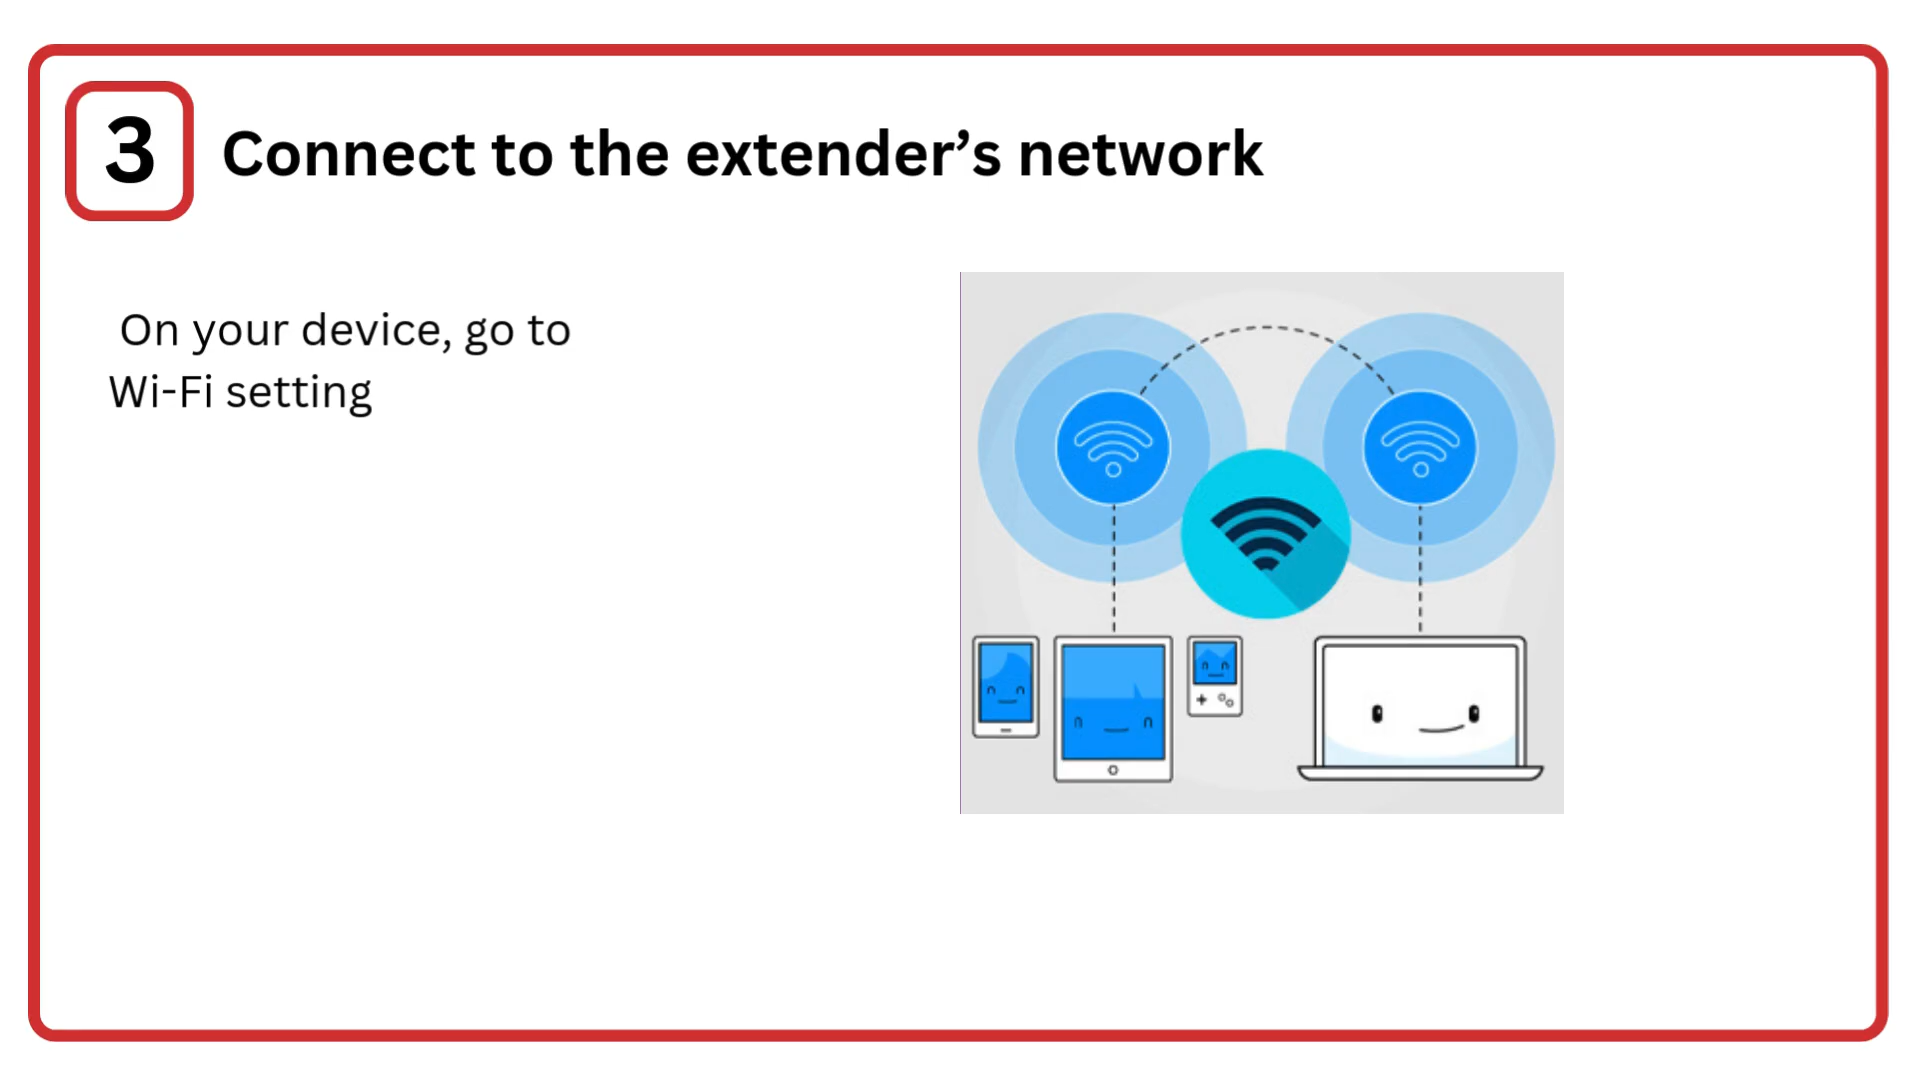 3
Connect to the extender’s network
On your device, go to
Wi-Fi setting